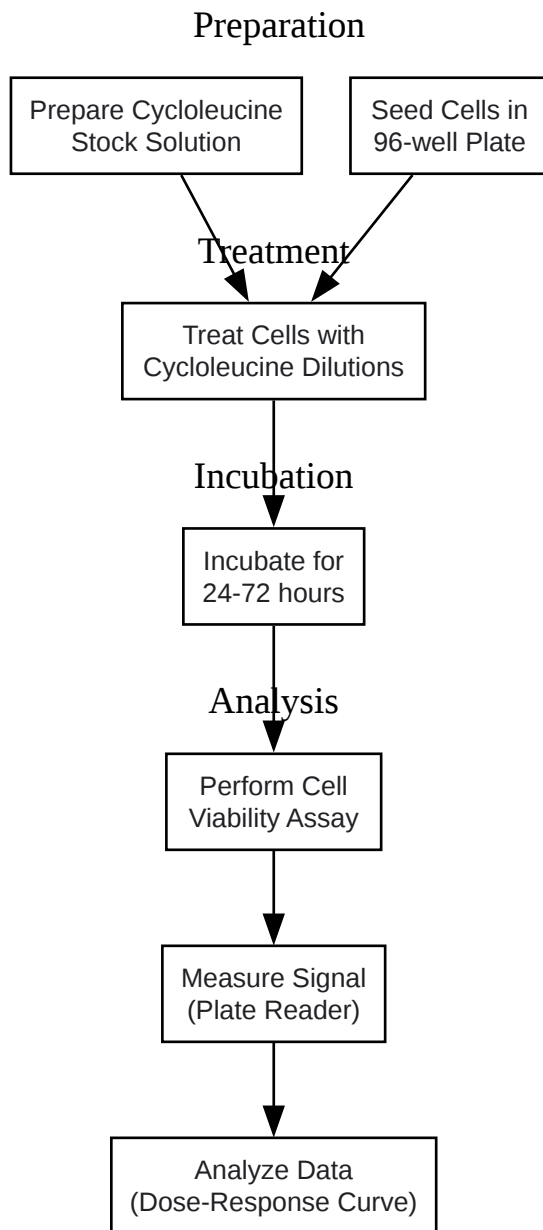 Preparation
Prepare Cycloleucine
Stock Solution
Seed Cells in
96-well Plate
Treatment
Treat Cells with
Cycloleucine Dilutions
Incubation
Incubate for
24-72 hours
Analysis
Perform Cell
Viability Assay
Measure Signal
(Plate Reader)
Analyze Data
(Dose-Response Curve)